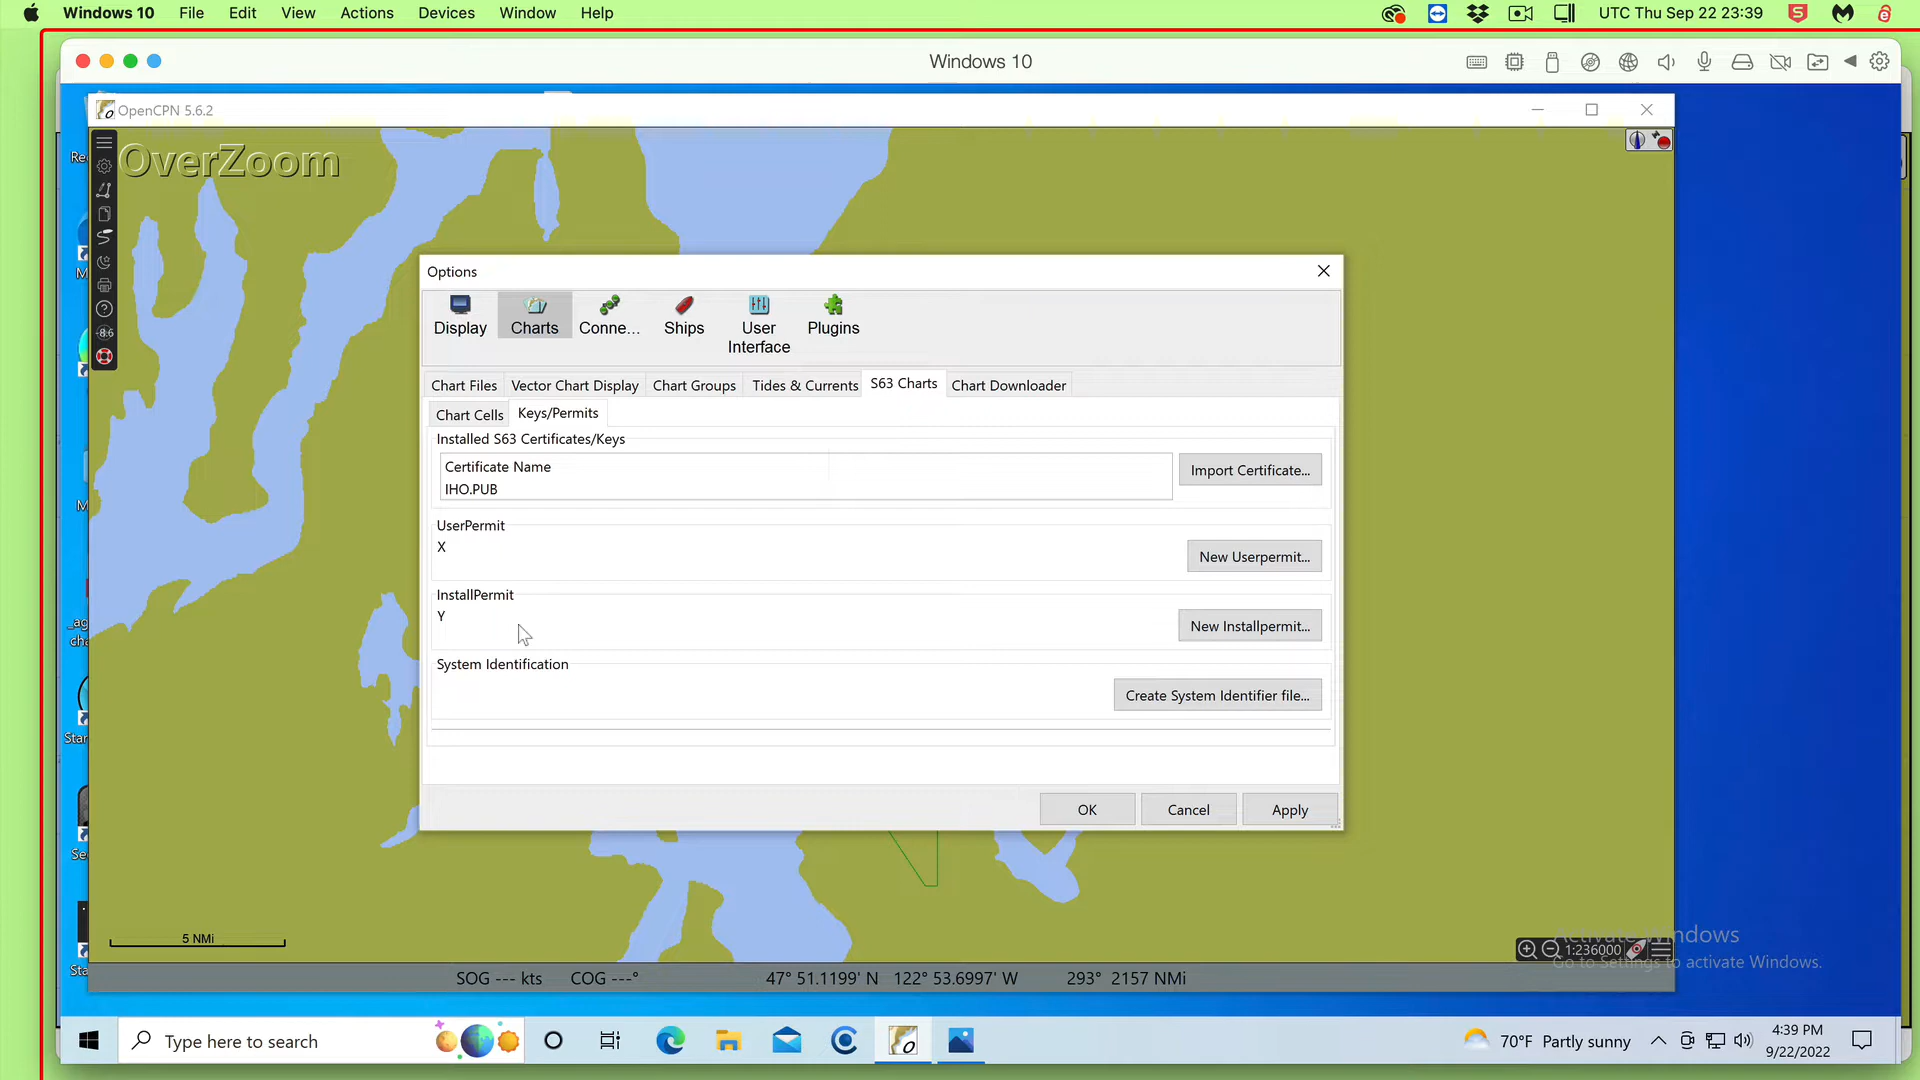 Windows 10 File Edit View Actions Devices Window Help UTC Thu Sep 22 23:39
Windows 10
OpenCPN 5.6.2
OverZoom
Options
Display Charts Conne... Ships User Interface Plugins
Chart Files Vector Chart Display Chart Groups Tides & Currents S63 Charts Chart Downloader
Chart Cells Keys/Permits
Installed S63 Certificates/Keys
Certificate Name
IHO.PUB
Import Certificate...
UserPermit
X
New Userpermit...
InstallPermit
Y
New Installpermit...
System Identification
Create System Identifier file...
OK Cancel Apply
-8.6
5 NMi
1:236000
Activate Windows
Go to Settings to activate Windows.
SOG --- kts COG ---° 47° 51.1199' N 122° 53.6997' W 293° 2157 NMi
Type here to search
70°F Partly sunny
4:39 PM
9/22/2022